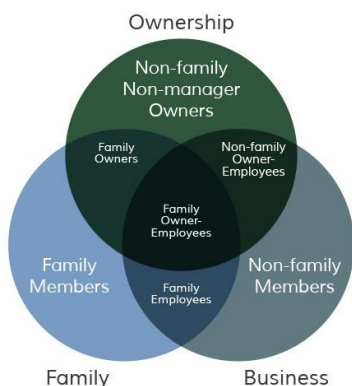 Ownership
Non-family
Non-manager
Owners
Family
Owners
Non-family
Owner-
Employees
Family
Owner-
Employees
Family
Members
Family
Employees
Non-family
Members
Family
Business